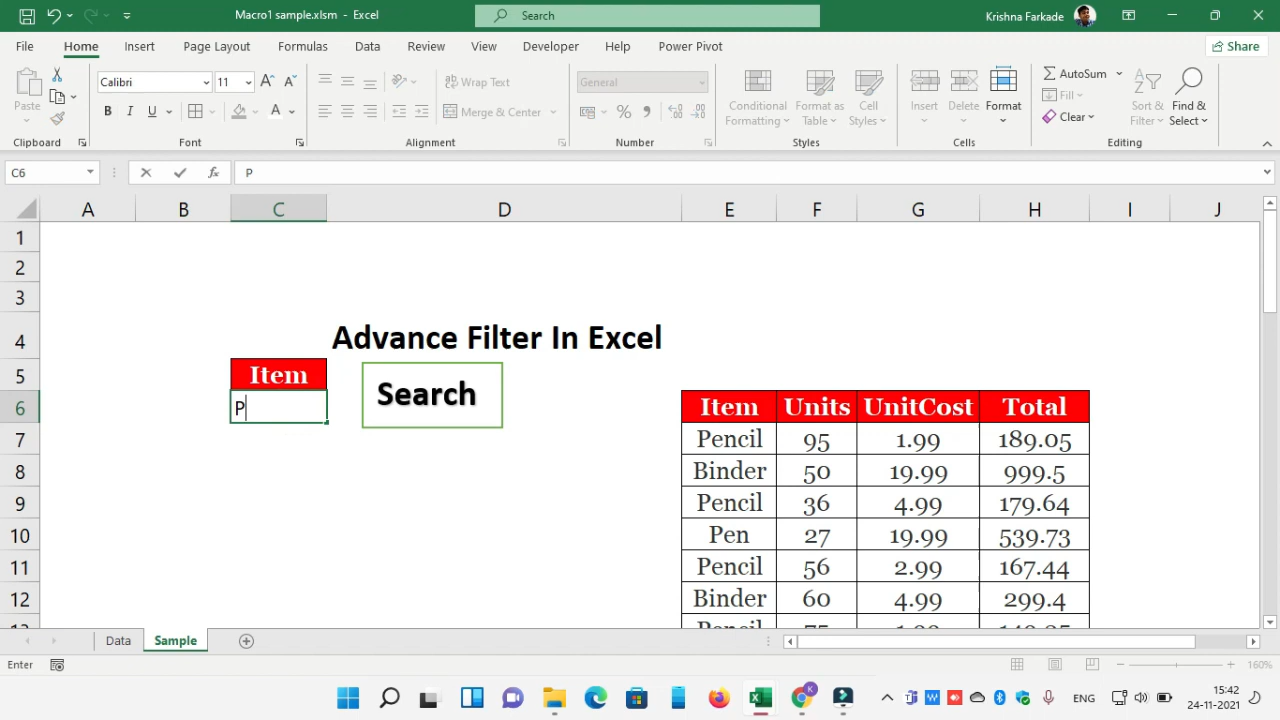 Macro1 sample.xlsm - Excel
Search
Krishna Farkade
File Home Insert Page Layout Formulas Data Review View Developer Help Power Pivot Share
Paste
Calibri 11
B I U A
Wrap Text
Merge & Center
General
% ,
Conditional Formatting
Format as Table
Cell Styles
Insert Delete Format
AutoSum
Fill
Clear
Sort & Filter
Find & Select
Clipboard Font Alignment Number Styles Cells Editing
C6 fx P
A B C D E F G H I J
1
2
3
4 Advance Filter In Excel
5 Item
Search
6 P Item Units UnitCost Total
7 Pencil 95 1.99 189.05
8 Binder 50 19.99 999.5
9 Pencil 36 4.99 179.64
10 Pen 27 19.99 539.73
11 Pencil 56 2.99 167.44
12 Binder 60 4.99 299.4
Data Sample
Enter 160%
K
ENG
15:42
24-11-2021